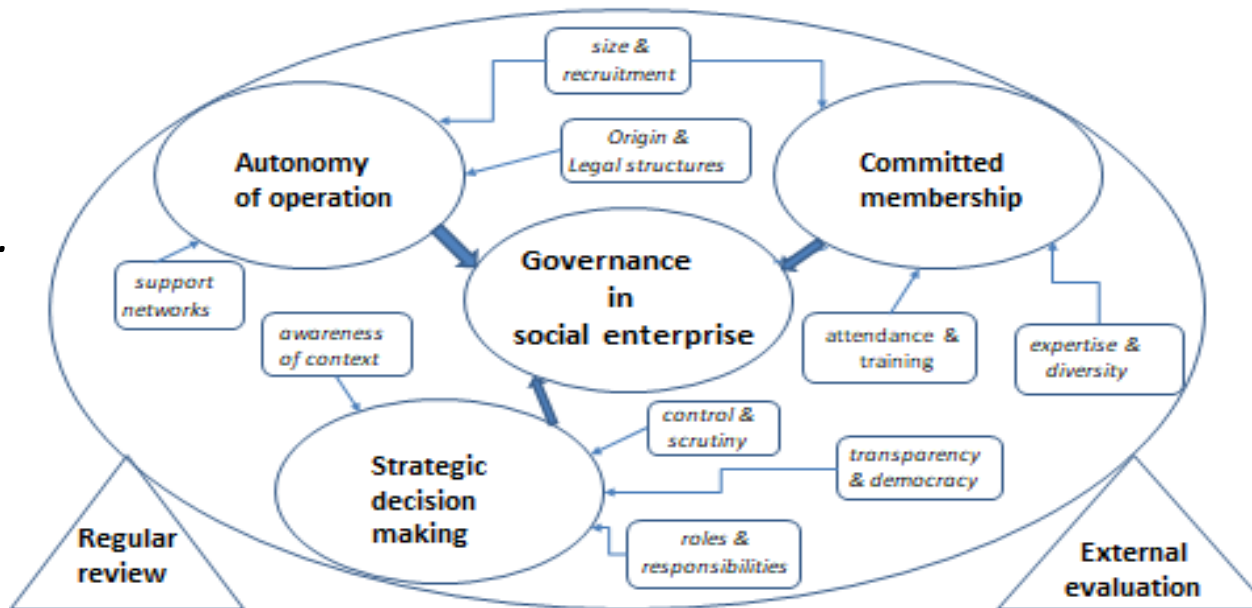 size &
recruitment
Origin &
Legal structures
Autonomy
of operation
Committed
membership
Governance
in
social enterprise
support
networks
awareness
of context
attendance &
training
expertise &
diversity
control &
scrutiny
transparency
& democracy
Strategic
decision
making
roles &
responsibilities
Regular
review
External
evaluation